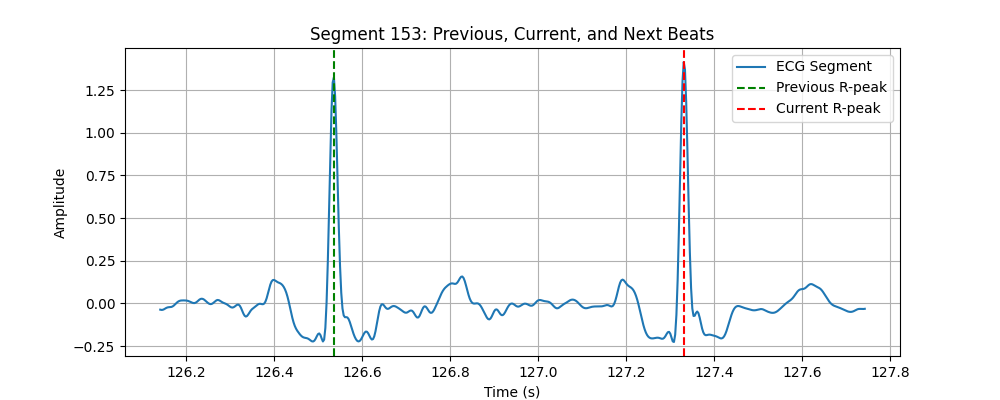 Segment 153: Previous, Current, and Next Beats
ECG Segment
Previous R-peak
Current R-peak
Amplitude
1.25
1.00
0.75
0.50
0.25
0.00
−0.25
126.2 126.4 126.6 126.8 127.0 127.2 127.4 127.6 127.8
Time (s)